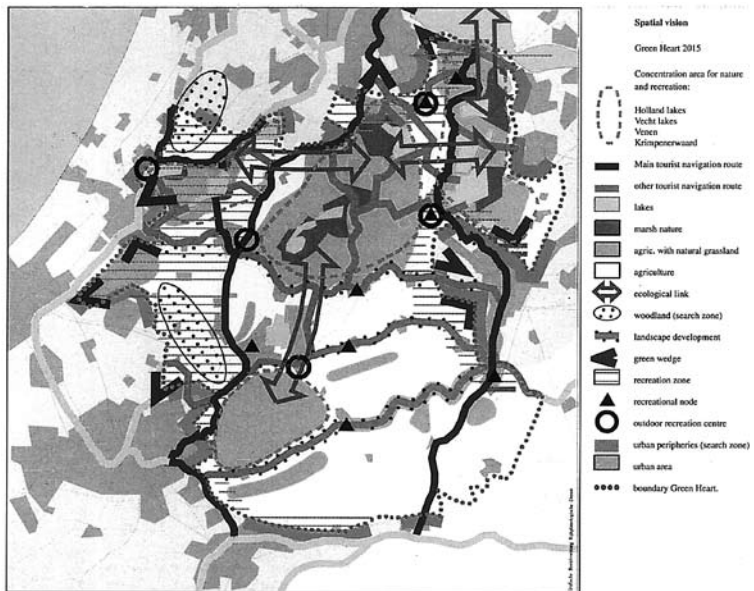 Spatial vision
Green Heart 2015
Concentration area for nature
and recreation:
Holland lakes
Vecht lakes
Venen
Krimpenerwaard
Main tourist navigation route
other tourist navigation route
lakes
marsh nature
agric. with natural grassland
agriculture
ecological link
woodland (search zone)
landscape development
green wedge
recreation zone
recreational node
outdoor recreation centre
urban peripheries (search zone)
urban area
boundary Green Heart.